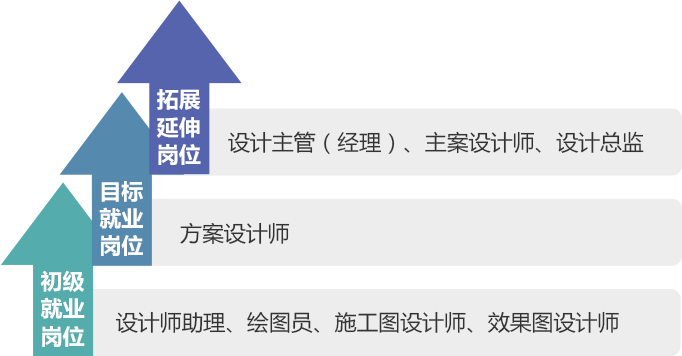 拓展
延伸
岗位
设计主管（经理）、主案设计师、设计总监
目标
就业
岗位
方案设计师
初级
就业
岗位
设计师助理、绘图员、施工图设计师、效果图设计师